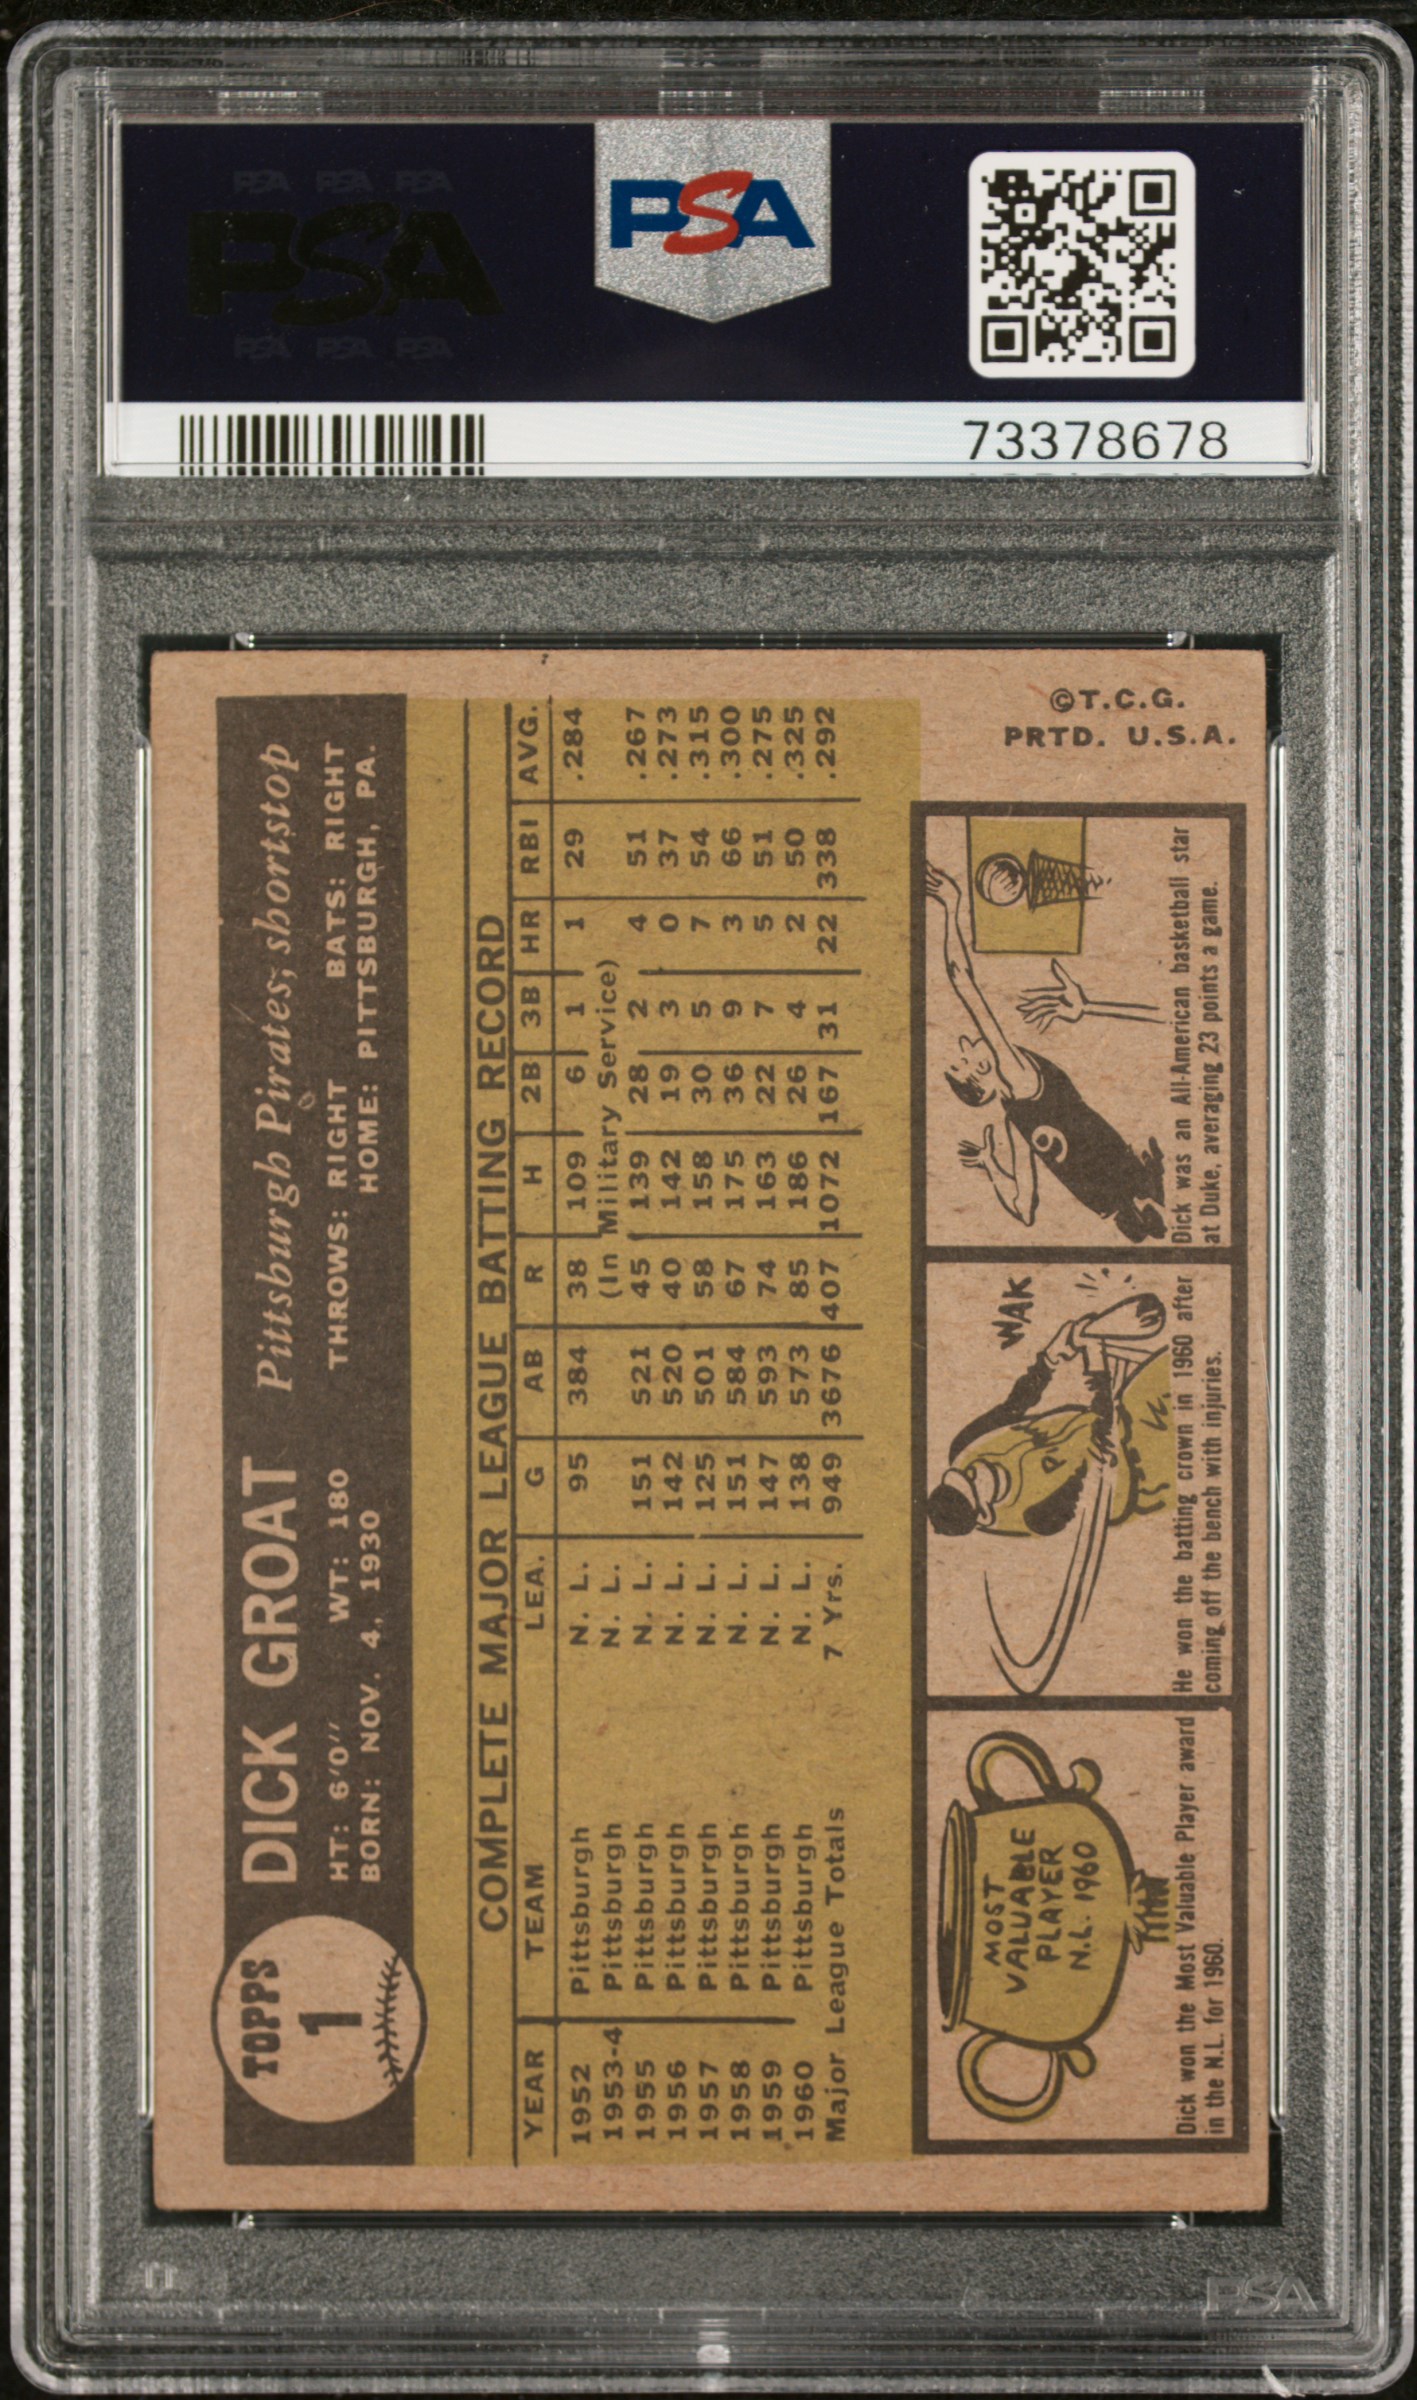 PSA PSA PSA
PSA
PSA PSA PSA
PSA
73378678
TOPPS
1
DICK GROAT Pittsburgh Pirates, shortstop
HT: 6'0" WT: 180 THROWS: RIGHT BATS: RIGHT
BORN: NOV. 4, 1930 HOME: PITTSBURGH, PA.
COMPLETE MAJOR LEAGUE BATTING RECORD
YEAR TEAM LEA. G AB R H 2B 3B HR RBI AVG.
1952 Pittsburgh N. L. 95 384 38 109 6 1 1 29 .284
1953-4 Pittsburgh N. L. (In Military Service)
1955 Pittsburgh N. L. 151 521 45 139 28 2 4 51 .267
1956 Pittsburgh N. L. 142 520 40 142 19 3 0 37 .273
1957 Pittsburgh N. L. 125 501 58 158 30 5 7 54 .315
1958 Pittsburgh N. L. 151 584 67 175 36 9 3 66 .300
1959 Pittsburgh N. L. 147 593 74 163 22 7 5 51 .275
1960 Pittsburgh N. L. 138 573 85 186 26 4 2 50 .325
Major League Totals 7 Yrs. 949 3676 407 1072 167 31 22 338 .292
MOST
VALUABLE
PLAYER
N.L. 1960
Dick won the Most Valuable Player award
in the N.L. for 1960.
WAK
He won the batting crown in 1960 after
coming off the bench with injuries.
9
Dick was an All-American basketball star
at Duke, averaging 23 points a game.
©T.C.G.
PRTD. U.S.A.
PSA